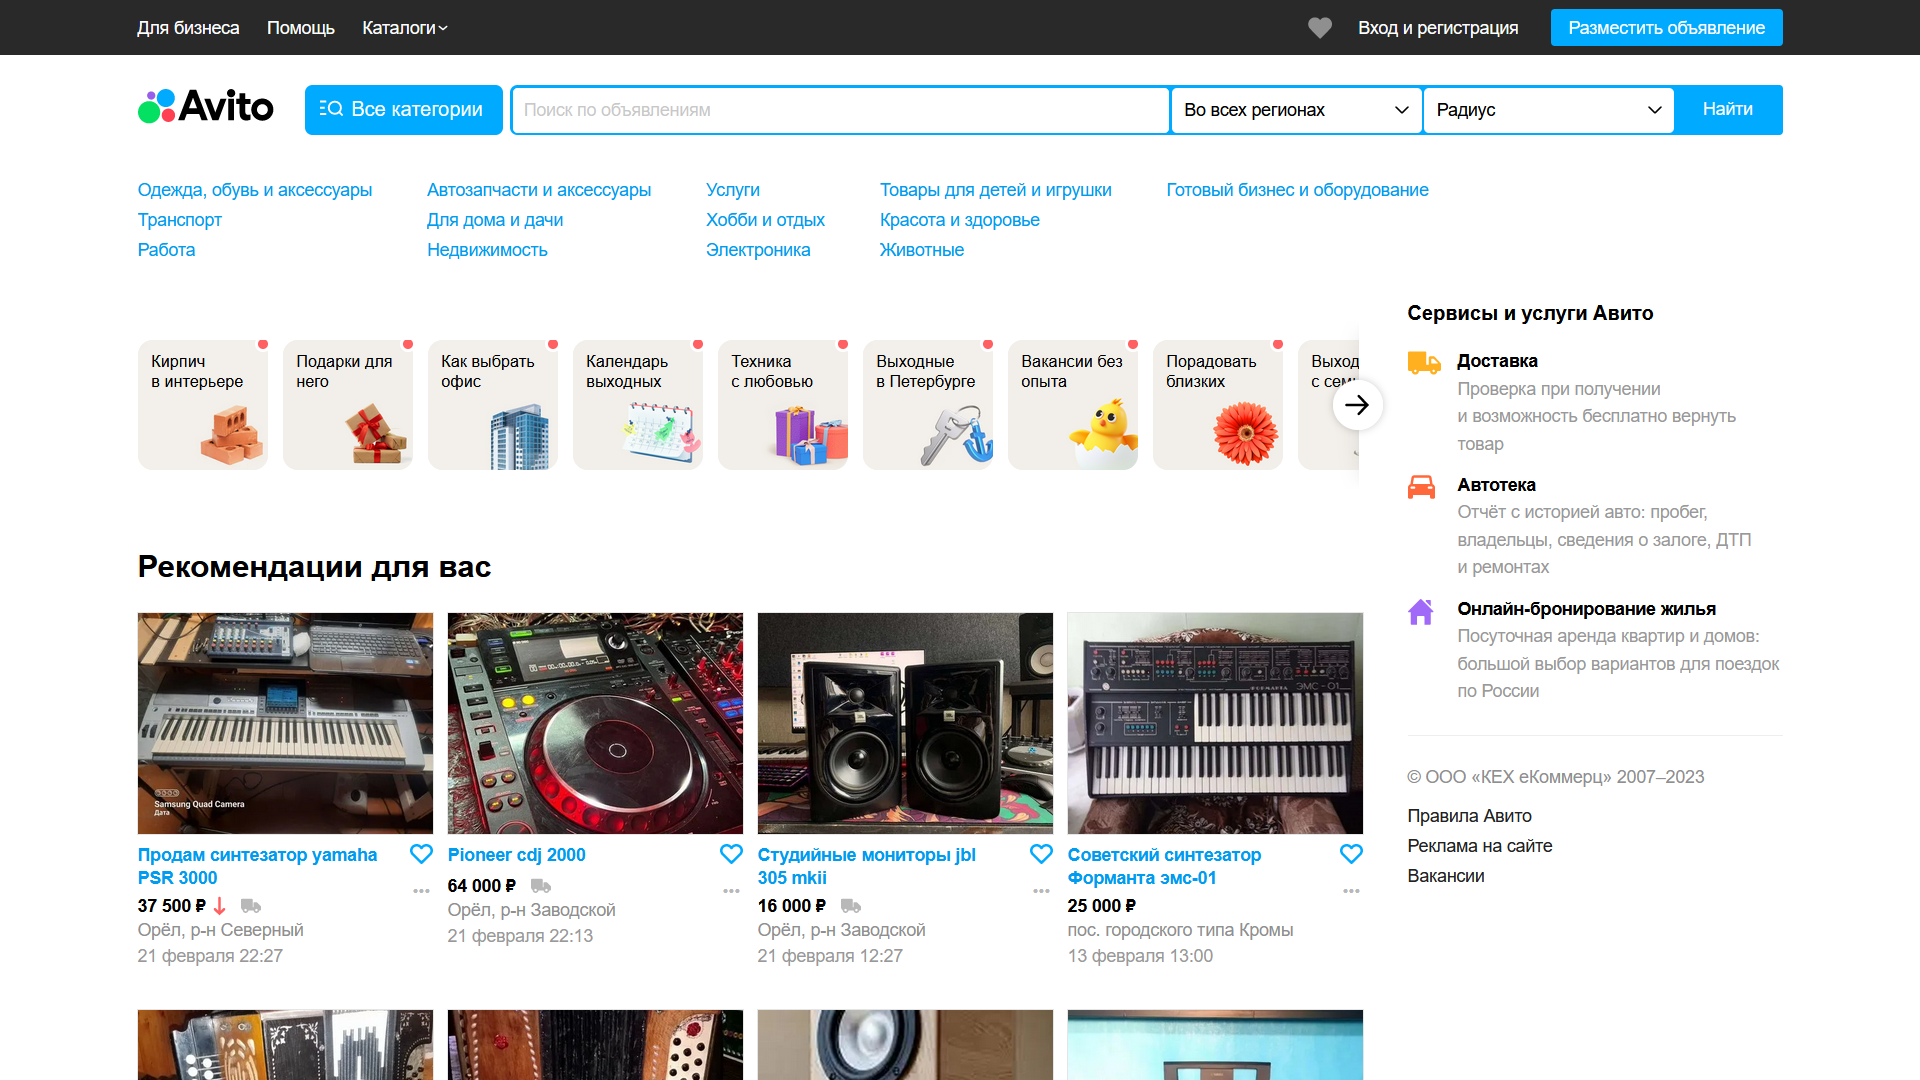 Для бизнеса
Помощь
Каталоги
Вход и регистрация
Разместить объявление
Avito
Все категории
Поиск по объявлениям
Во всех регионах
Радиус
Найти
Одежда, обувь и аксессуары
Автозапчасти и аксессуары
Услуги
Товары для детей и игрушки
Готовый бизнес и оборудование
Транспорт
Для дома и дачи
Хобби и отдых
Красота и здоровье
Работа
Недвижимость
Электроника
Животные
Кирпич
в интерьере
Подарки для
него
Как выбрать
офис
Календарь
выходных
Техника
с любовью
Выходные
в Петербурге
Вакансии без
опыта
Порадовать
близких
Выход
с сем
Рекомендации для вас
Samsung Quad Camera
Дата
Продам синтезатор yamaha
PSR 3000
37 500 ₽
Орёл, р-н Северный
21 февраля 22:27
Pioneer cdj 2000
64 000 ₽
Орёл, р-н Заводской
21 февраля 22:13
Студийные мониторы jbl
305 mkii
16 000 ₽
Орёл, р-н Заводской
21 февраля 12:27
ФОРМАНТА ЭМС - 01
Советский синтезатор
Форманта эмс-01
25 000 ₽
пос. городского типа Кромы
13 февраля 13:00
Сервисы и услуги Авито
Доставка
Проверка при получении
и возможность бесплатно вернуть
товар
Автотека
Отчёт с историей авто: пробег,
владельцы, сведения о залоге, ДТП
и ремонтах
Онлайн-бронирование жилья
Посуточная аренда квартир и домов:
большой выбор вариантов для поездок
по России
© ООО «КЕХ еКоммерц» 2007–2023
Правила Авито
Реклама на сайте
Вакансии